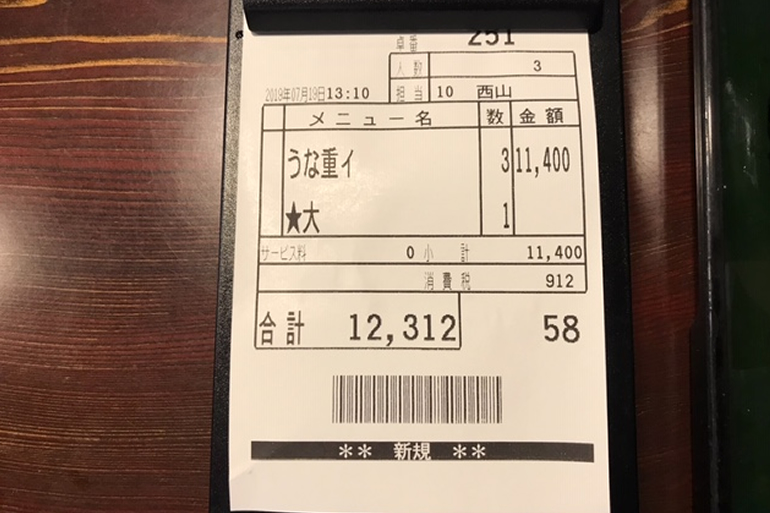 卓番 251
人数 3
2018年07月19日13:10 担当 10 西山
メニュー名 数 金額
うな重イ 3 11,400
★大 1
サービス料 0 小計 11,400
消費税 912
合計 12,312 58
** 新規 **